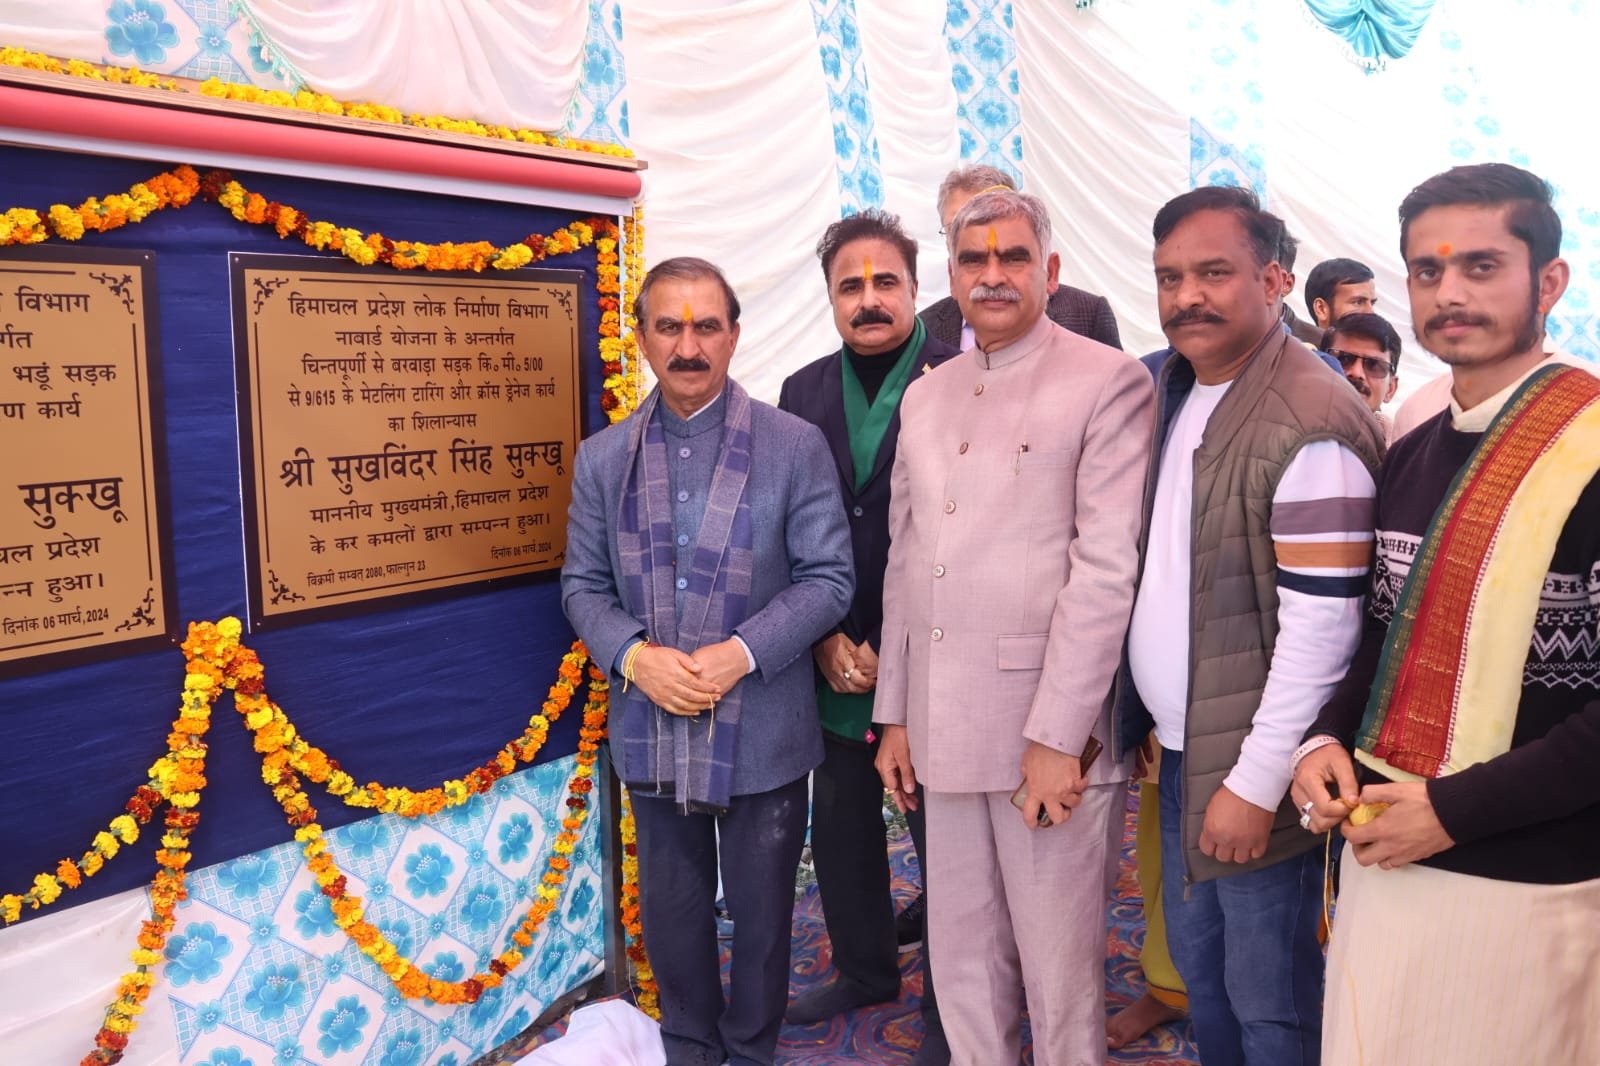 विभाग
र्गत
भडूं सड़क
ण कार्य
सुक्खू
चल प्रदेश
न्न हुआ।
दिनांक 06 मार्च,2024
हिमाचल प्रदेश लोक निर्माण विभाग
नाबार्ड योजना के अन्तर्गत
चिन्तपूर्णी से बरवाड़ा सड़क कि० मी० 5/00
से 9/615 के मेटलिंग टारिंग और क्रॉस ड्रेनेज कार्य
का शिलान्यास
श्री सुखविंदर सिंह सुक्खू
माननीय मुख्यमंत्री,हिमाचल प्रदेश
के कर कमलों द्वारा सम्पन्न हुआ।
दिनांक 06 मार्च,2024
विक्रमी सम्वत् 2080,फाल्गुन 23